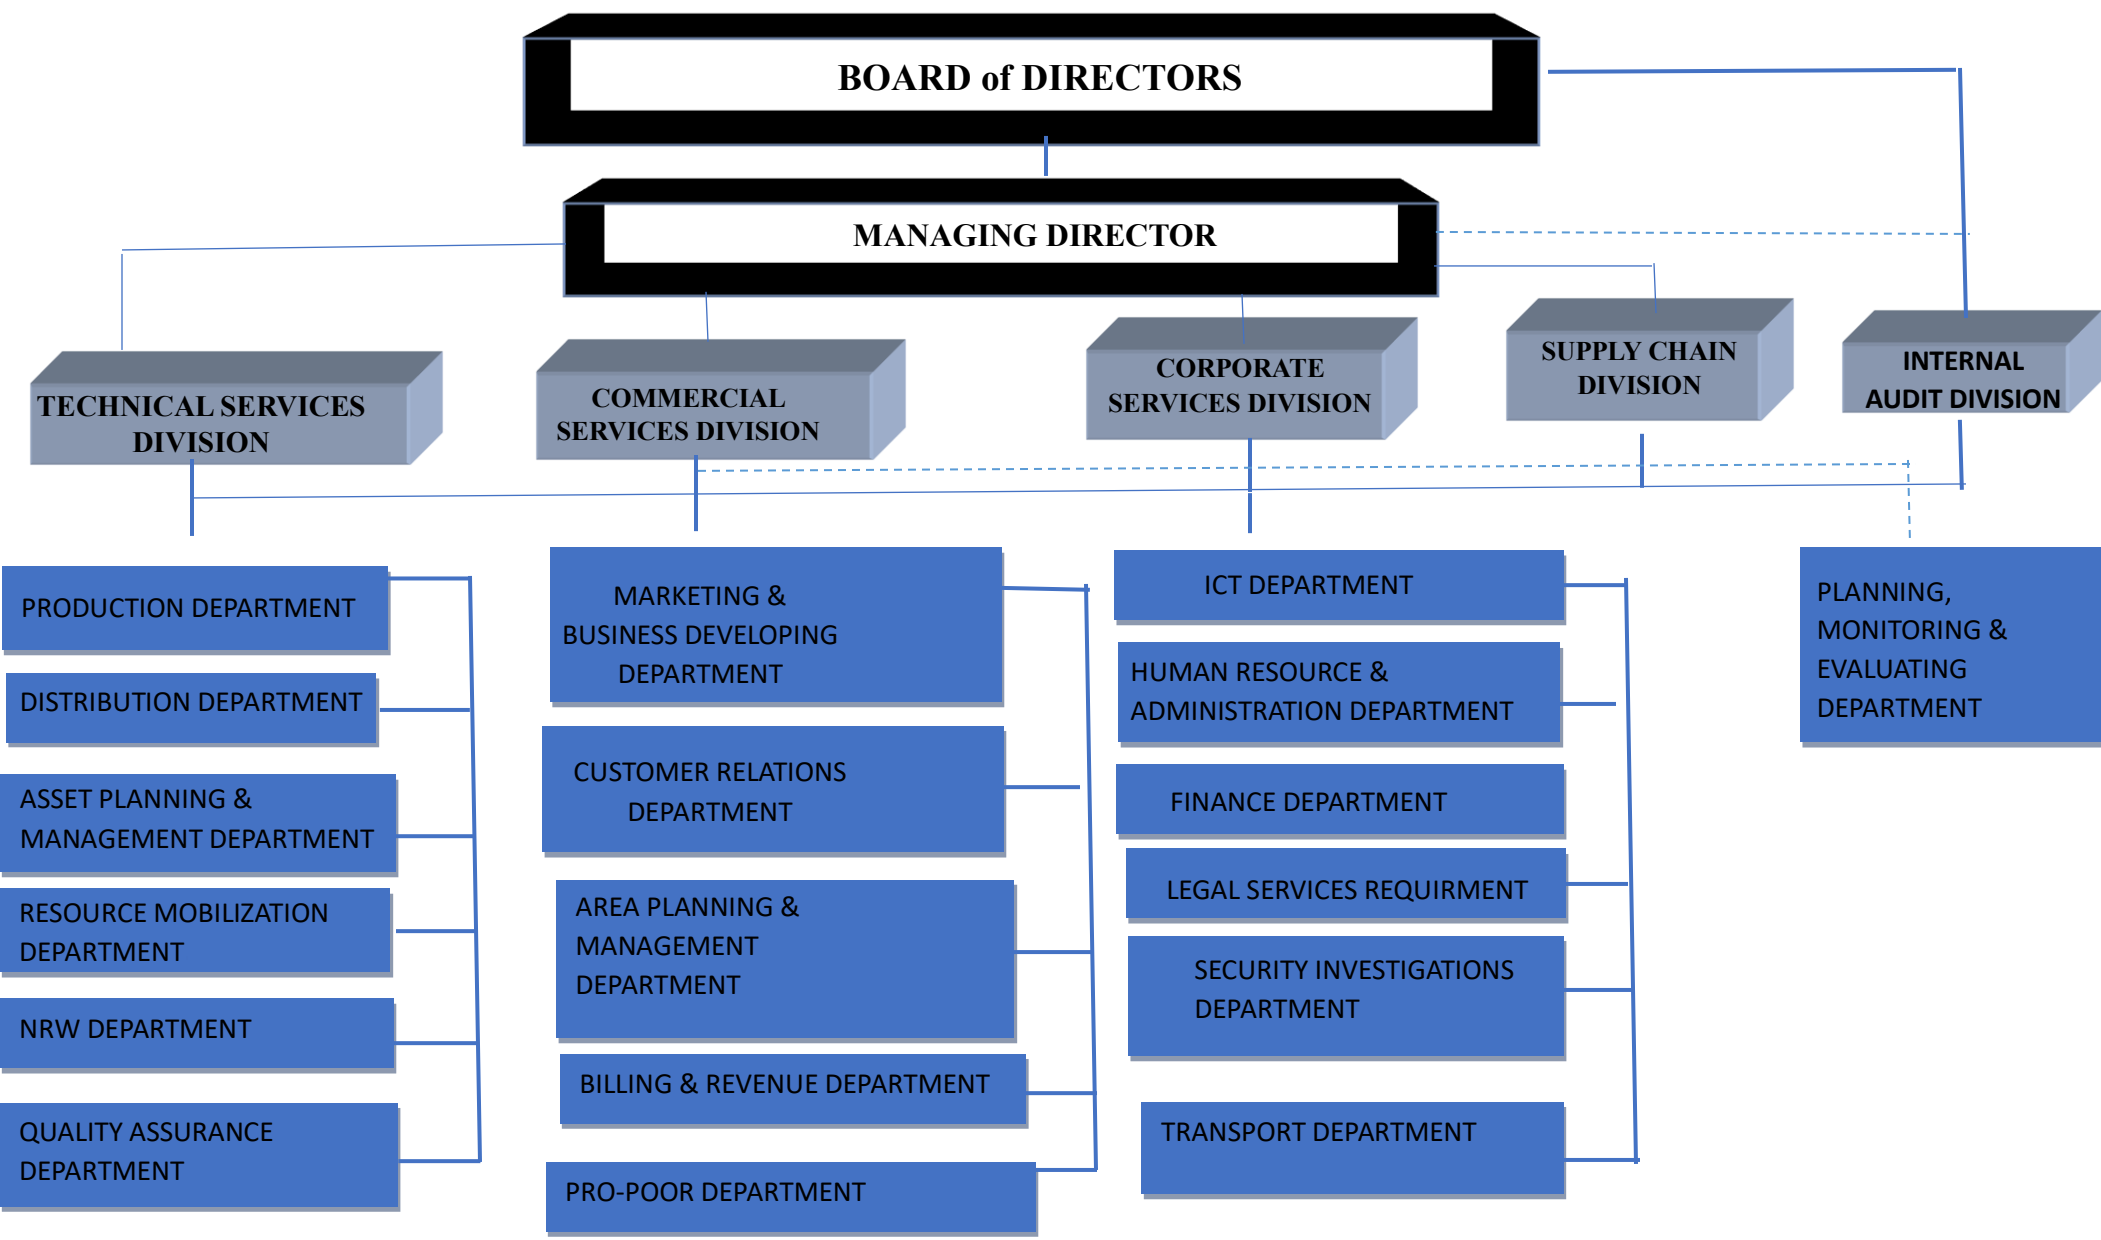 BOARD of DIRECTORS
MANAGING DIRECTOR
TECHNICAL SERVICES
DIVISION
COMMERCIAL
SERVICES DIVISION
CORPORATE
SERVICES DIVISION
SUPPLY CHAIN
DIVISION
INTERNAL
AUDIT DIVISION
PRODUCTION DEPARTMENT
DISTRIBUTION DEPARTMENT
ASSET PLANNING &
MANAGEMENT DEPARTMENT
RESOURCE MOBILIZATION
DEPARTMENT
NRW DEPARTMENT
QUALITY ASSURANCE
DEPARTMENT
MARKETING &
BUSINESS DEVELOPING
DEPARTMENT
CUSTOMER RELATIONS
DEPARTMENT
AREA PLANNING &
MANAGEMENT
DEPARTMENT
BILLING & REVENUE DEPARTMENT
PRO-POOR DEPARTMENT
ICT DEPARTMENT
HUMAN RESOURCE &
ADMINISTRATION DEPARTMENT
FINANCE DEPARTMENT
LEGAL SERVICES REQUIRMENT
SECURITY INVESTIGATIONS
DEPARTMENT
TRANSPORT DEPARTMENT
PLANNING,
MONITORING &
EVALUATING
DEPARTMENT